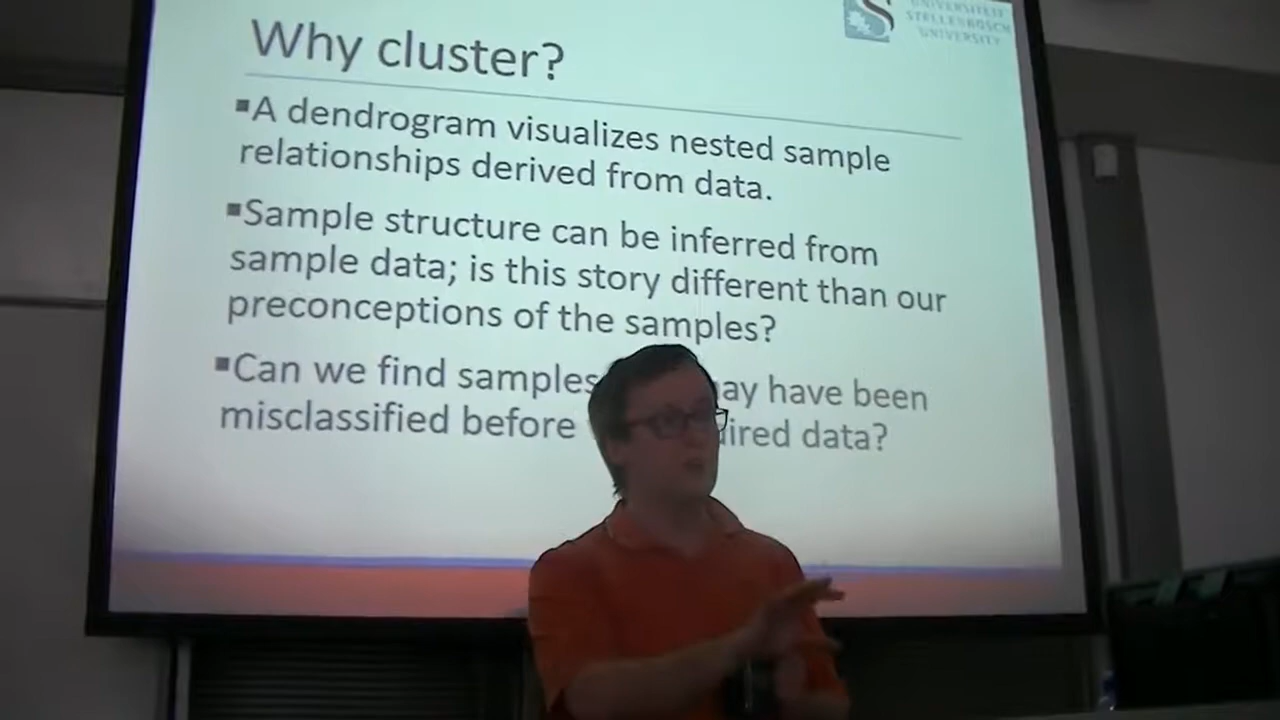 UNIVERSITEIT
STELLENBOSCH
UNIVERSITY
Why cluster?
▪A dendrogram visualizes nested sample
relationships derived from data.
▪Sample structure can be inferred from
sample data; is this story different than our
preconceptions of the samples?
▪Can we find samples ay have been
misclassified before ired data?